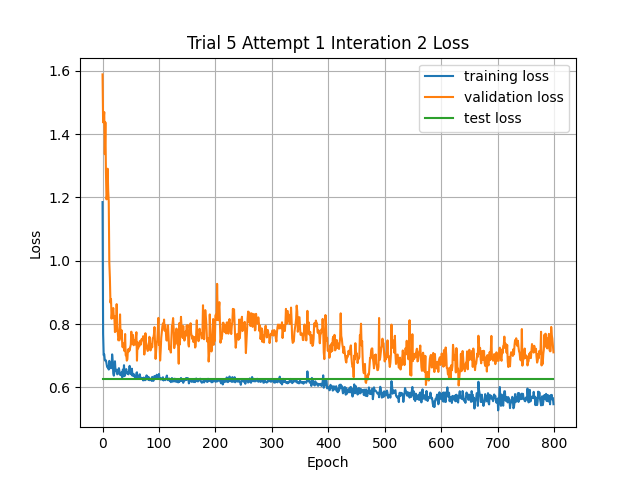 Trial 5 Attempt 1 Interation 2 Loss
training loss
validation loss
test loss
1.6
1.4
1.2
1.0
0.8
0.6
Loss
0 100 200 300 400 500 600 700 800
Epoch